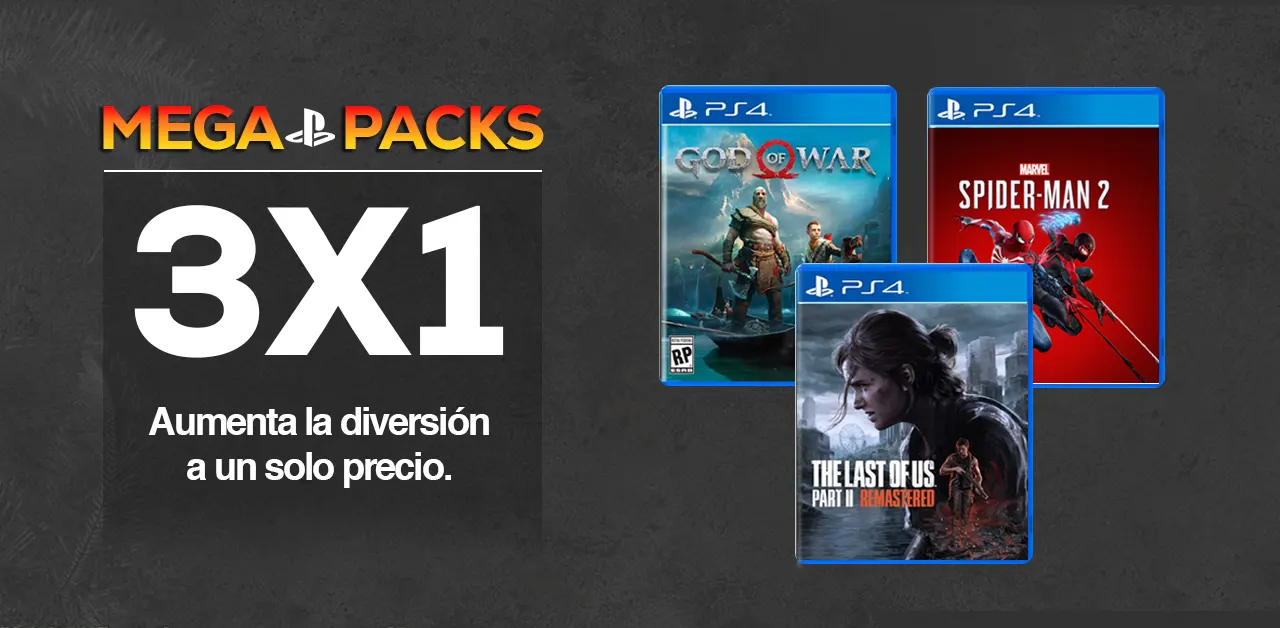 MEGA PACKS
3X1
Aumenta la diversión
a un solo precio.
PS4
GOD OF WAR
RP
ESRB
PS4
MARVEL
SPIDER-MAN 2
PS4
THE LAST OF US
PART II REMASTERED